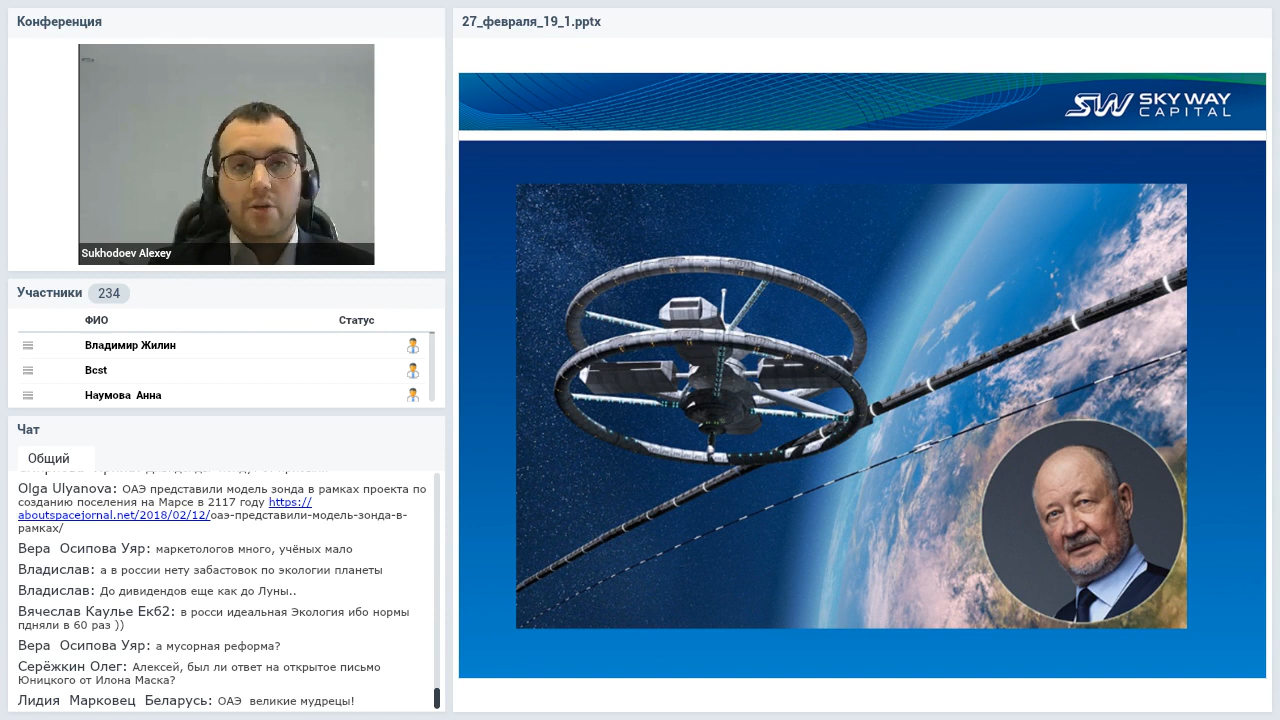 Конференция
Sukhodoev Alexey
Участники 234
ФИО Статус
Владимир Жилин
Bcst
Наумова Анна
Чат
Общий
Olga Ulyanova: ОАЭ представили модель зонда в рамках проекта по
созданию поселения на Марсе в 2117 году https://
aboutspacejornal.net/2018/02/12/оаэ-представили-модель-зонда-в-
рамках/
Вера Осипова Уяр: маркетологов много, учёных мало
Владислав: а в россии нету забастовок по экологии планеты
Владислав: До дивидендов еще как до Луны..
Вячеслав Каулье Екб2: в росси идеальная Экология ибо нормы
пдняли в 60 раз ))
Вера Осипова Уяр: а мусорная реформа?
Серёжкин Олег: Алексей, был ли ответ на открытое письмо
Юницкого от Илона Маска?
Лидия Марковец Беларусь: ОАЭ великие мудрецы!
27_февраля_19_1.pptx
SW SKY WAY
CAPITAL